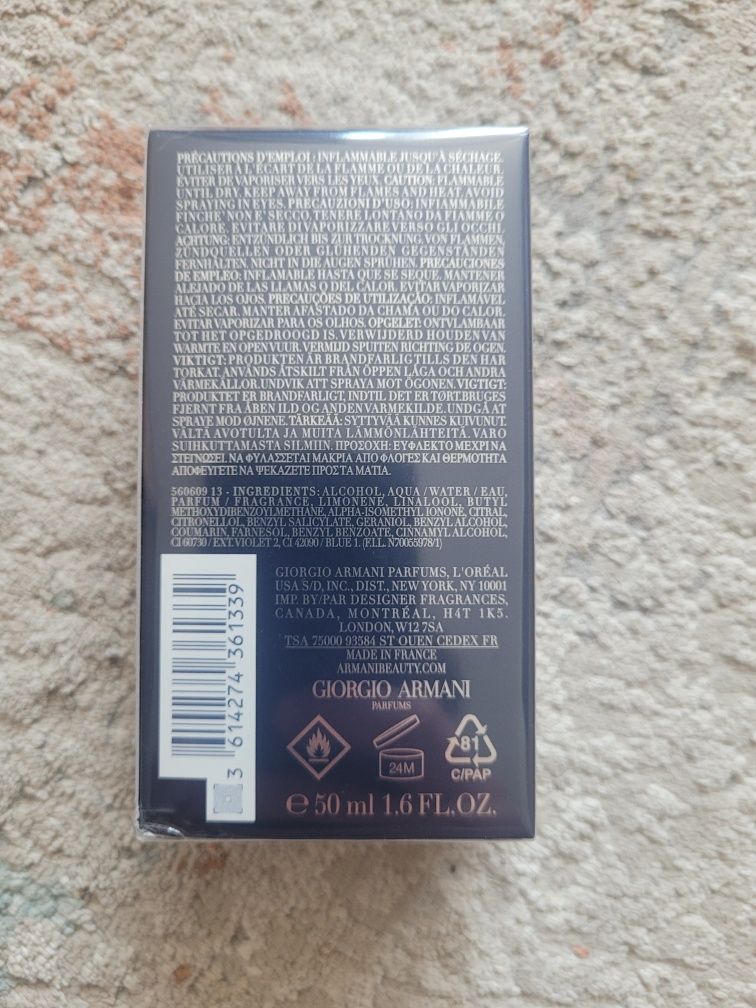 PRÉCAUTIONS D'EMPLOI : INFLAMMABLE JUSQU'À SÉCHAGE.
UTILISER À L'ÉCART DE LA FLAMME OU DE LA CHALEUR.
ÉVITER DE VAPORISER VERS LES YEUX. CAUTION: FLAMMABLE
UNTIL DRY. KEEP AWAY FROM FLAMES AND HEAT. AVOID
SPRAYING IN EYES. PRECAUZIONI D'USO: INFIAMMABILE
FINCHE' NON E' SECCO, TENERE LONTANO DA FIAMME O
CALORE. EVITARE DI VAPORIZZARE VERSO GLI OCCHI.
ACHTUNG: ENTZÜNDLICH BIS ZUR TROCKNUNG. VON FLAMMEN,
ZÜNDQUELLEN ODER GLÜHENDEN GEGENSTÄNDEN
FERNHALTEN. NICHT IN DIE AUGEN SPRÜHEN. PRECAUCIONES
DE EMPLEO: INFLAMABLE HASTA QUE SE SEQUE. MANTENER
ALEJADO DE LAS LLAMAS O DEL CALOR. EVITAR VAPORIZAR
HACIA LOS OJOS. PRECAUÇÕES DE UTILIZAÇÃO: INFLAMÁVEL
ATÉ SECAR. MANTER AFASTADO DA CHAMA OU DO CALOR.
EVITAR VAPORIZAR PARA OS OLHOS. OPGELET: ONTVLAMBAAR
TOT HET OPGEDROOGD IS. VERWIJDERD HOUDEN VAN
WARMTE EN OPEN VUUR. VERMIJD SPUITEN RICHTING DE OGEN.
VIKTIGT: PRODUKTEN ÄR BRANDFARLIG TILLS DEN HAR
TORKAT. ANVÄNDS ÅTSKILT FRÅN ÖPPEN LÅGA OCH ANDRA
VÄRMEKÄLLOR. UNDVIK ATT SPRAYA MOT ÖGONEN. VIGTIGT:
PRODUKTET ER BRANDFARLIGT, INDTIL DET ER TØRT. BRUGES
FJERNT FRA ÅBEN ILD OG ANDEN VARMEKILDE. UNDGÅ AT
SPRAYE MOD ØJNENE. TÄRKEÄÄ: SYTTYVÄÄ KUNNES KUIVUNUT.
VÄLTÄ AVOTULTA JA MUITA LÄMMÖNLÄHTEITÄ. VARO
SUIHKUTTAMASTA SILMIIN. ΠΡΟΣΟΧΗ: ΕΥΦΛΕΚΤΟ ΜΕΧΡΙ ΝΑ
ΣΤΕΓΝΩΣΕΙ. ΝΑ ΦΥΛΑΣΣΕΤΑΙ ΜΑΚΡΙΑ ΑΠΟ ΦΛΟΓΕΣ ΚΑΙ ΘΕΡΜΟΤΗΤΑ
ΑΠΟΦΕΥΓΕΤΕ ΝΑ ΨΕΚΑΖΕΤΕ ΠΡΟΣ ΤΑ ΜΑΤΙΑ.
560609 13 - INGREDIENTS: ALCOHOL, AQUA / WATER / EAU,
PARFUM / FRAGRANCE, LIMONENE, LINALOOL, BUTYL
METHOXYDIBENZOYLMETHANE, ALPHA-ISOMETHYL IONONE, CITRAL,
CITRONELLOL, BENZYL SALICYLATE, GERANIOL, BENZYL ALCOHOL,
COUMARIN, FARNESOL, BENZYL BENZOATE, CINNAMYL ALCOHOL,
CI 60730 / EXT. VIOLET 2, CI 42090 / BLUE 1. (F.I.L. N70055978/1)
GIORGIO ARMANI PARFUMS, L'ORÉAL
USA S/D, INC., DIST., NEW YORK, NY 10001
IMP. BY/PAR DESIGNER FRAGRANCES,
CANADA, MONTRÉAL, H4T 1K5.
LONDON, W12 7SA
TSA 75000 93584 ST OUEN CEDEX FR
MADE IN FRANCE
ARMANIBEAUTY.COM
GIORGIO ARMANI
PARFUMS
3 614274 361339
24M
81
C/PAP
℮ 50 ml 1.6 FL.OZ.